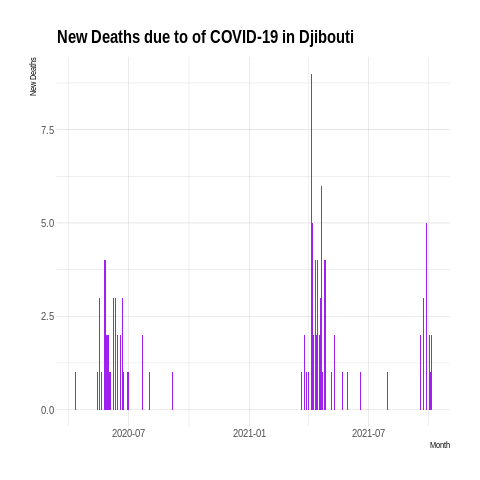 New Deaths due to of COVID-19 in Djibouti
New Deaths
7.5
5.0
2.5
0.0
2020-07
2021-01
2021-07
Month